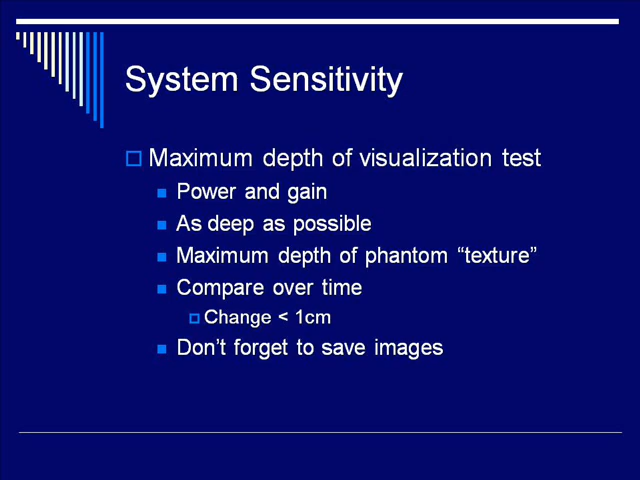 System Sensitivity
Maximum depth of visualization test
Power and gain
As deep as possible
Maximum depth of phantom “texture”
Compare over time
Change < 1cm
Don’t forget to save images